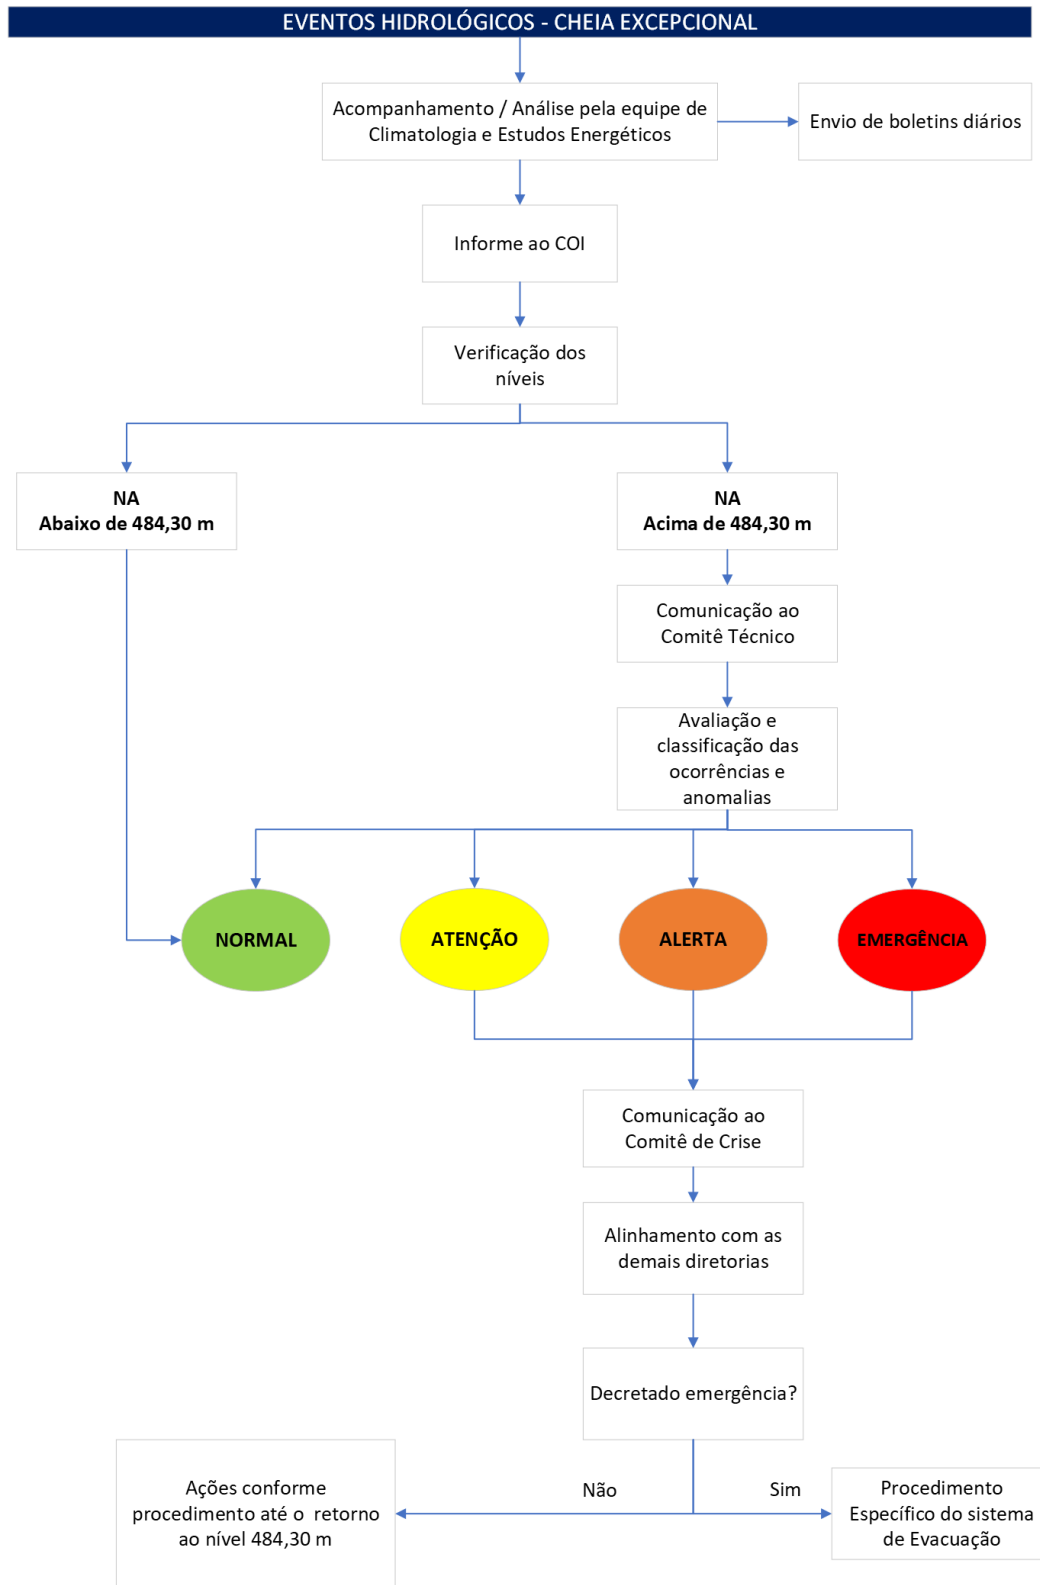 EVENTOS HIDROLÓGICOS - CHEIA EXCEPCIONAL
Acompanhamento / Análise pela equipe de
Climatologia e Estudos Energéticos
Envio de boletins diários
Informe ao COI
Verificação dos
níveis
NA
Abaixo de 484,30 m
NA
Acima de 484,30 m
Comunicação ao
Comitê Técnico
Avaliação e
classificação das
ocorrências e
anomalias
NORMAL
ATENÇÃO
ALERTA
EMERGÊNCIA
Comunicação ao
Comitê de Crise
Alinhamento com as
demais diretorias
Decretado emergência?
Não
Sim
Ações conforme
procedimento até o retorno
ao nível 484,30 m
Procedimento
Específico do sistema
de Evacuação